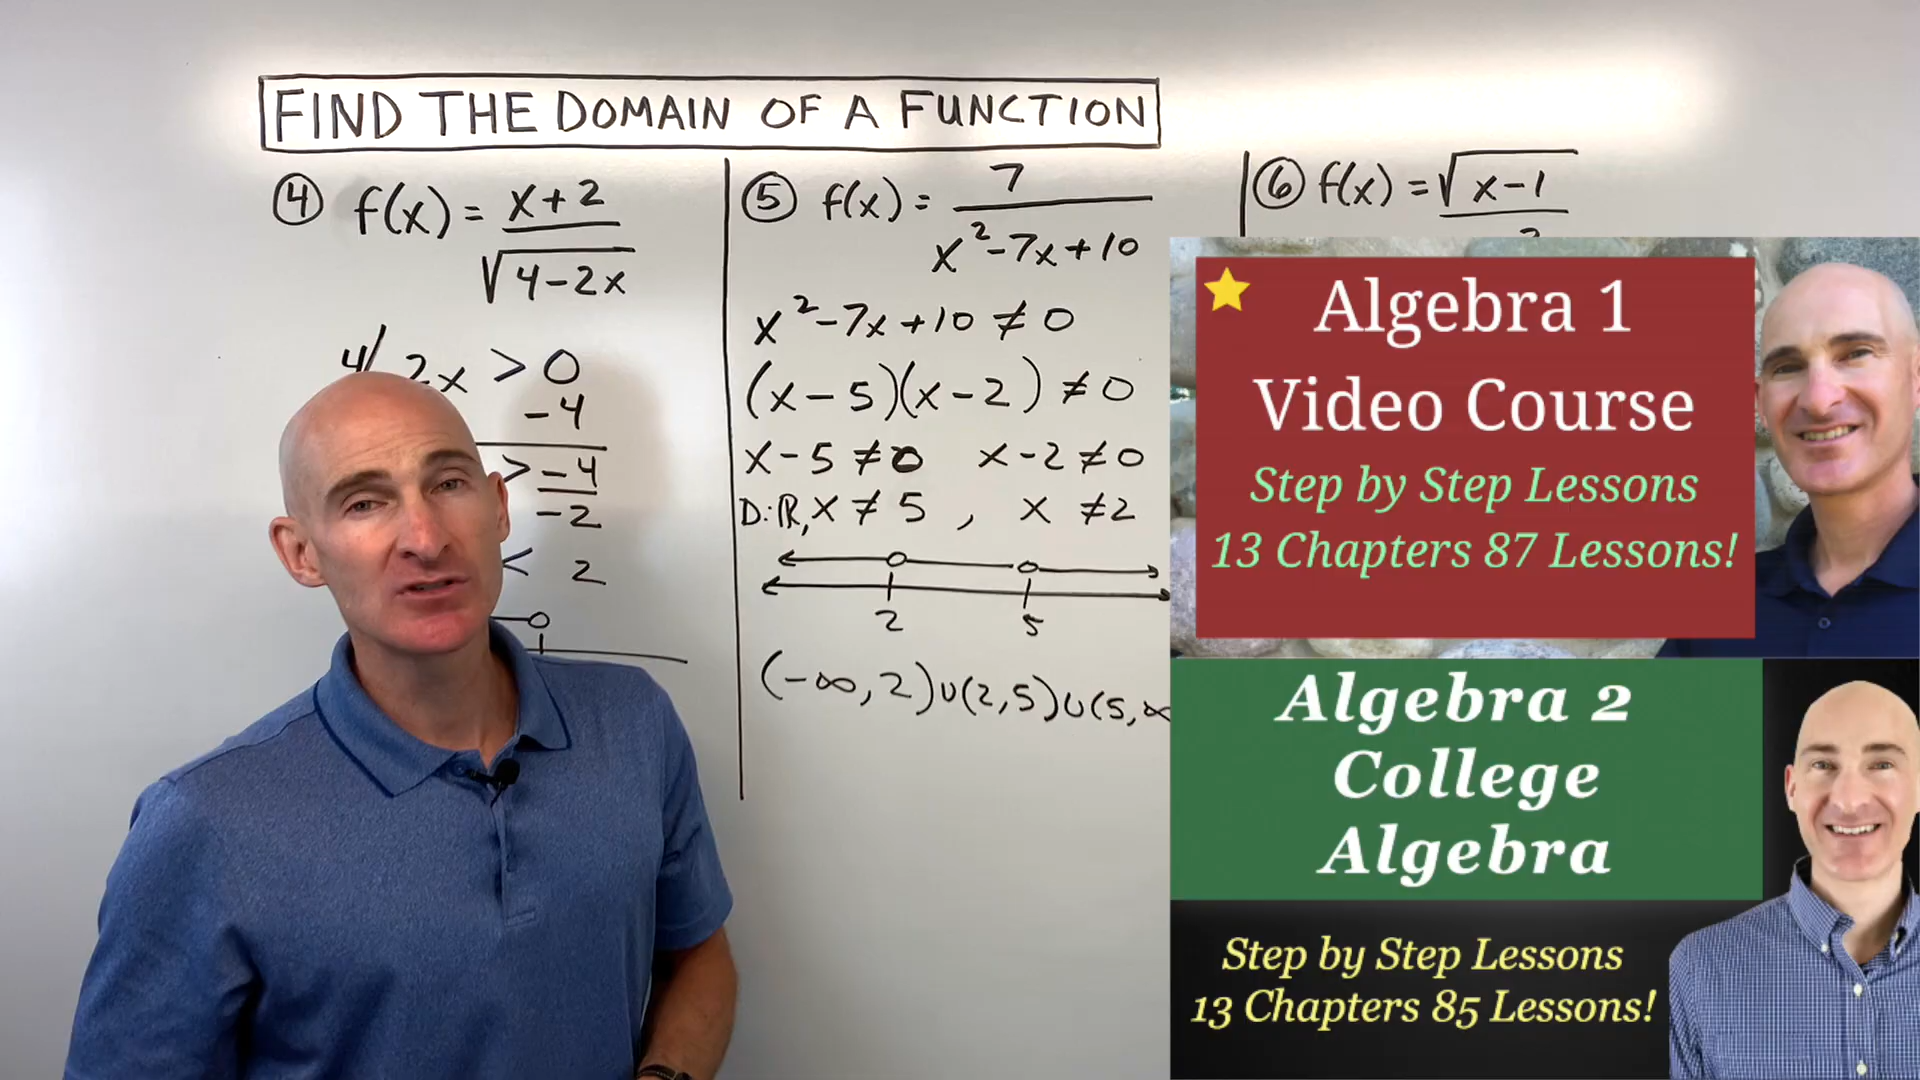 FIND THE DOMAIN OF A FUNCTION
④ f(x) = x+2
√4-2x
4 2x > 0
-4
> -4
-2
< 2
⑤ f(x) = 7
x²-7x+10
x²-7x+10 ≠ 0
(x-5)(x-2) ≠ 0
x-5≠0 x-2≠0
D:ℝ, x ≠ 5 , x ≠2
2 5
(-∞,2)∪(2,5)∪(5,∞
⑥ f(x) = √x-1
Algebra 1
Video Course
Step by Step Lessons
13 Chapters 87 Lessons!
Algebra 2
College
Algebra
Step by Step Lessons
13 Chapters 85 Lessons!